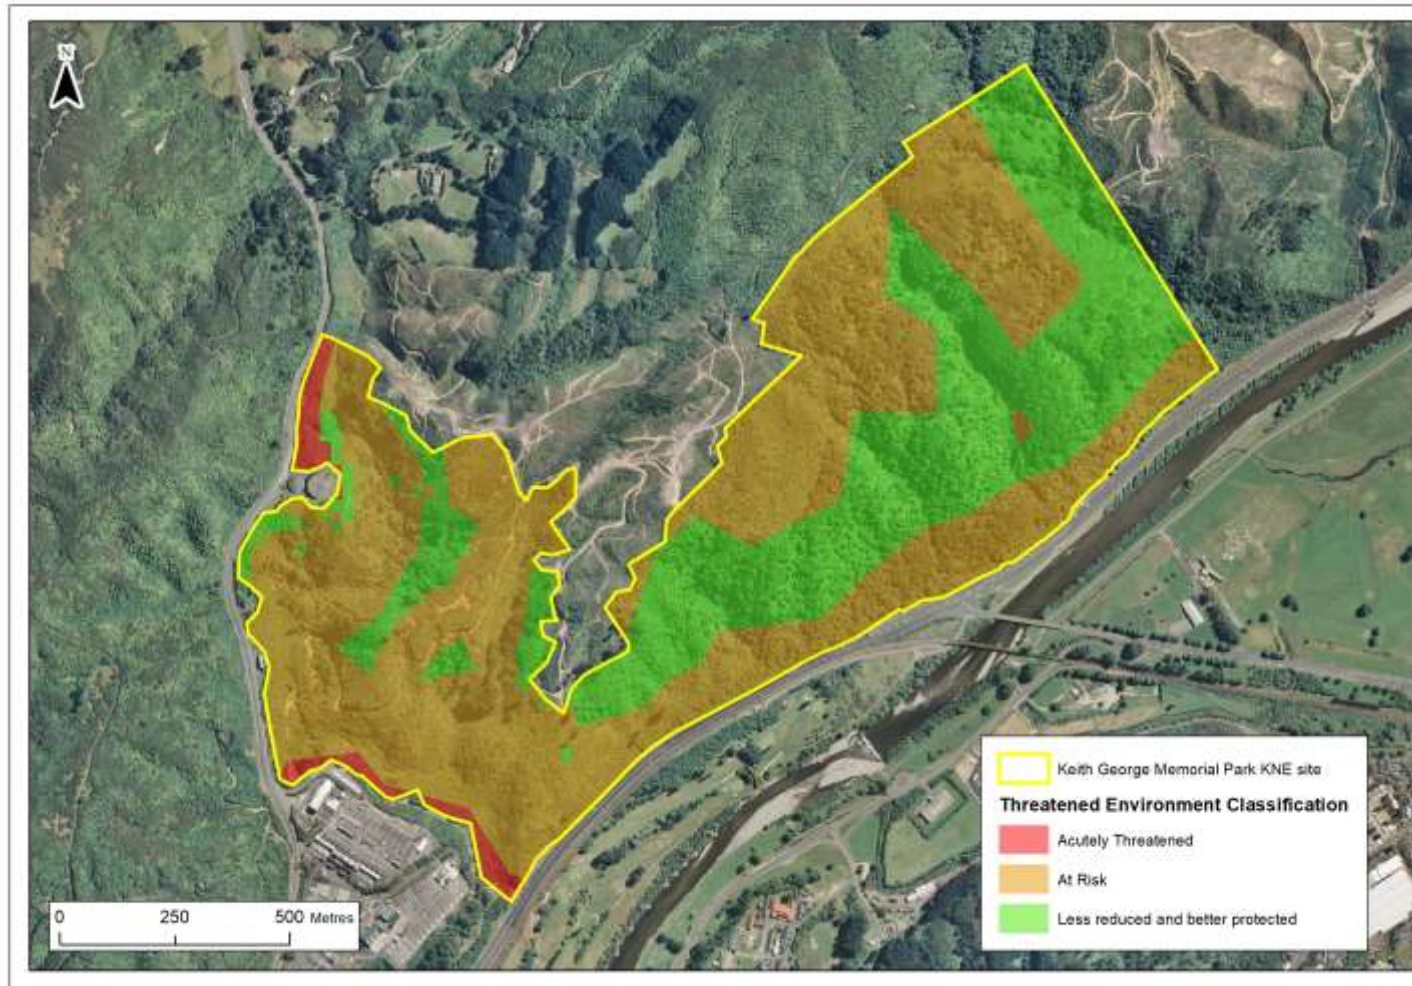 N
Keith George Memorial Park KNE site
Threatened Environment Classification
Acutely Threatened
At Risk
Less reduced and better protected
0 250 500 Metres